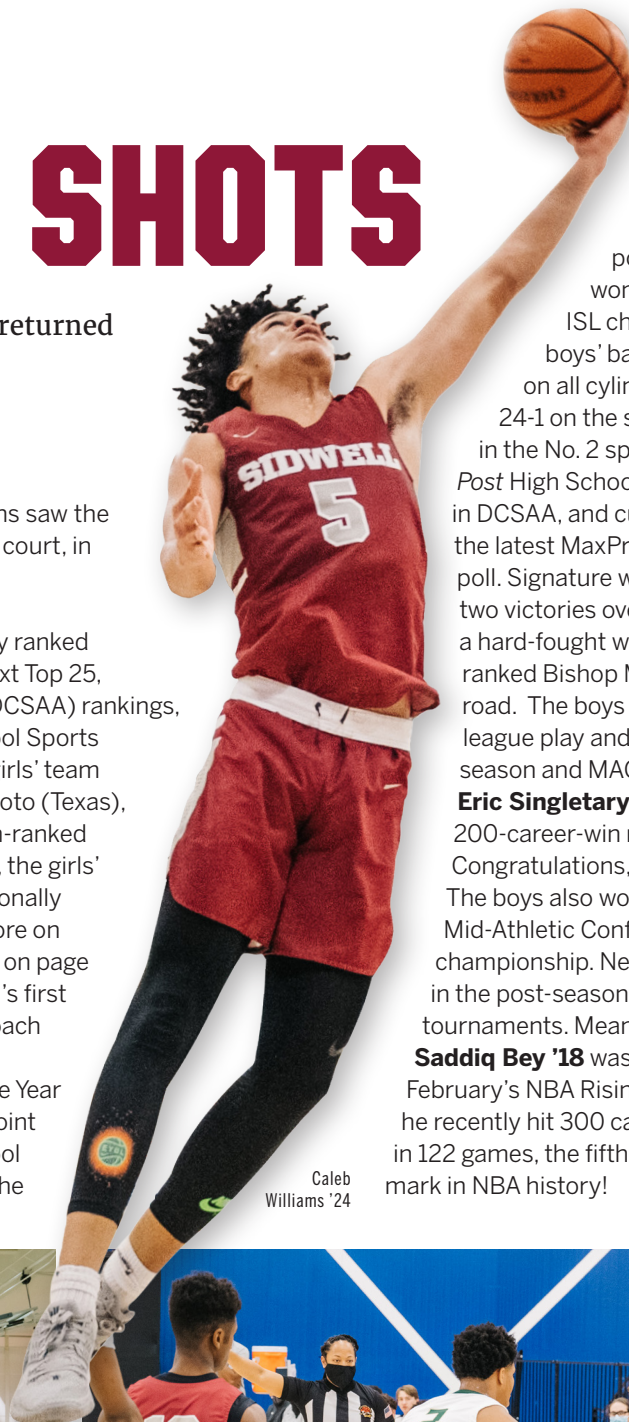 SHOTS
returned
ns saw the
court, in
y ranked
xt Top 25,
DCSAA) rankings,
ol Sports
irls' team
oto (Texas),
n-ranked
, the girls'
onally
ore on
on page
's first
oach
e Year
oint
ol
he
SIDWELL
5
EYBL
Caleb
Williams '24
po
won
ISL ch
boys' ba
on all cylin
24-1 on the s
in the No. 2 sp
Post High Schoo
in DCSAA, and cu
the latest MaxPr
poll. Signature w
two victories ove
a hard-fought w
ranked Bishop M
road. The boys
league play and
season and MAC
Eric Singletary
200-career-win m
Congratulations,
The boys also wo
Mid-Athletic Conf
championship. Ne
in the post-season
tournaments. Mean
Saddiq Bey '18 was
February's NBA Risin
he recently hit 300 ca
in 122 games, the fifth
mark in NBA history!